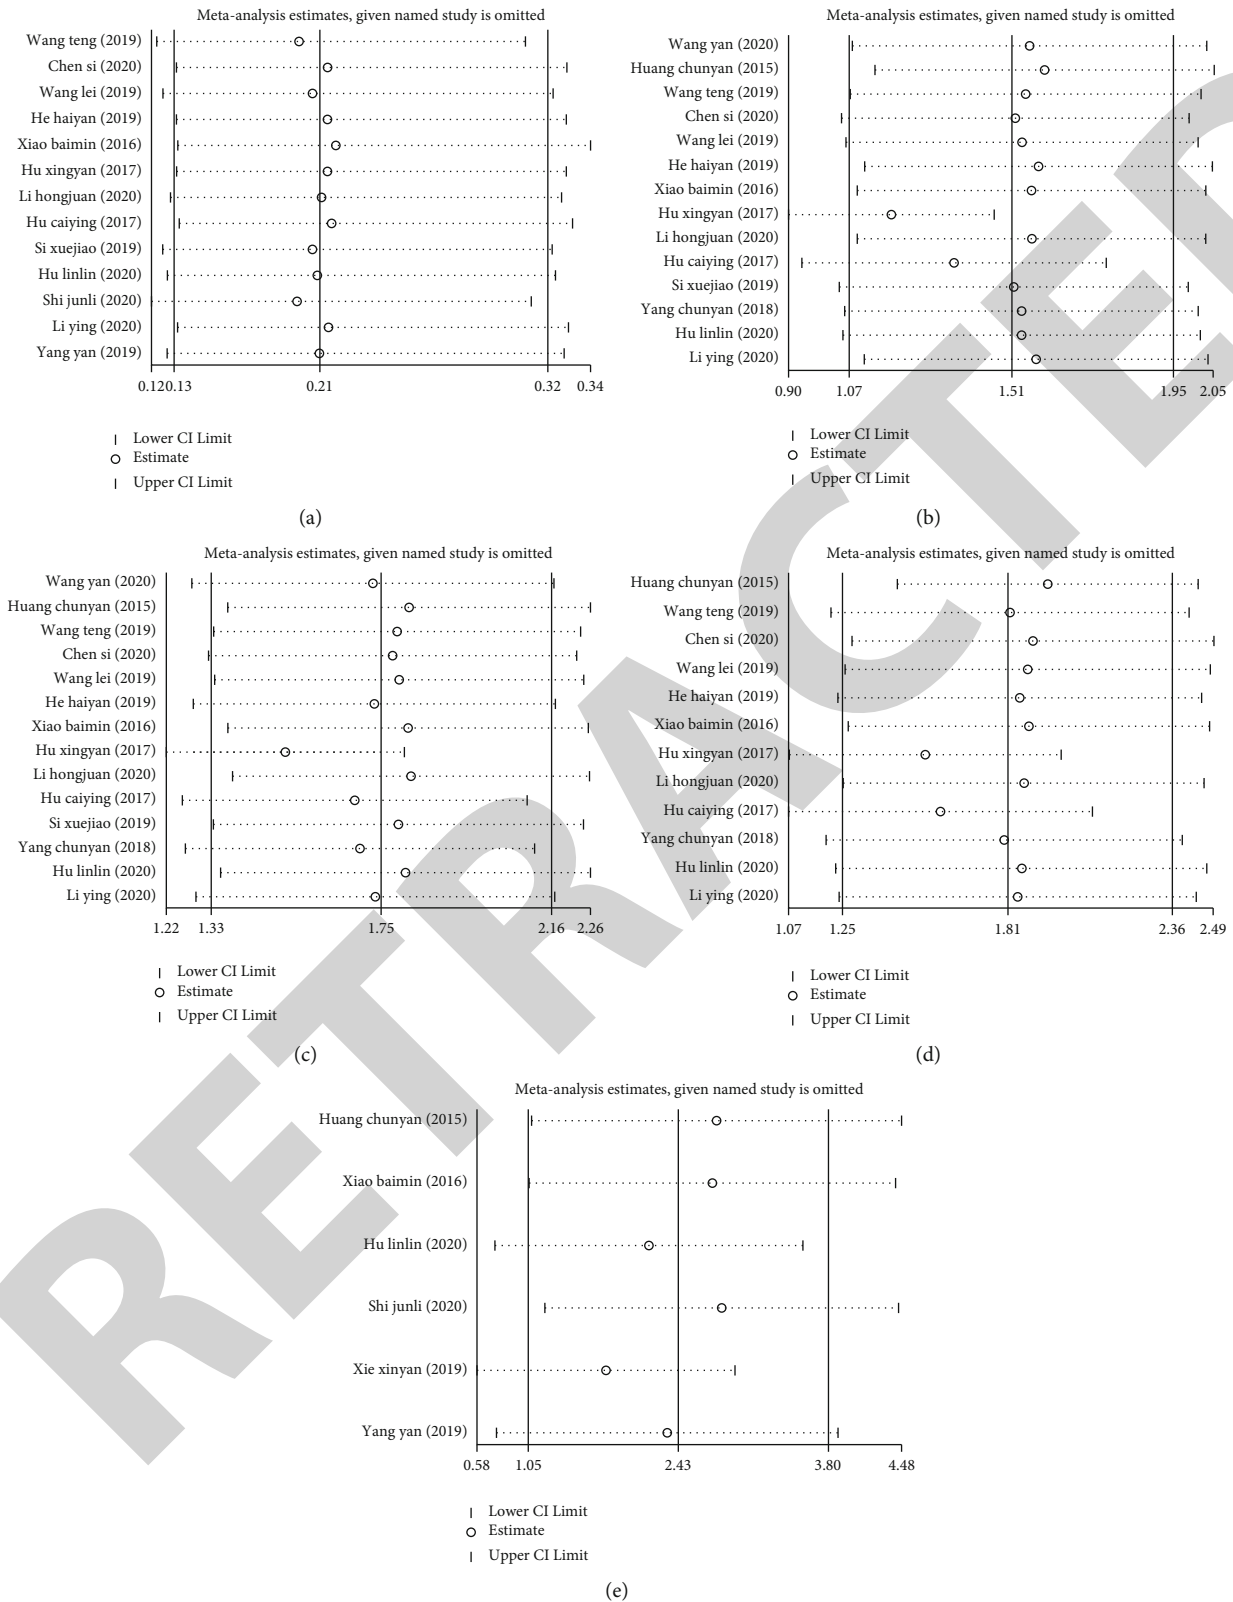 Meta-analysis estimates, given named study is omitted
Wang teng (2019)
Chen si (2020)
Wang lei (2019)
He haiyan (2019)
Xiao baimin (2016)
Hu xingyan (2017)
Li hongjuan (2020)
Hu caiying (2017)
Si xuejiao (2019)
Hu linlin (2020)
Shi junli (2020)
Li ying (2020)
Yang yan (2019)
0.12 0.13 0.21 0.32 0.34
Lower CI Limit
Estimate
Upper CI Limit
(a)
Meta-analysis estimates, given named study is omitted
Wang yan (2020)
Huang chunyan (2015)
Wang teng (2019)
Chen si (2020)
Wang lei (2019)
He haiyan (2019)
Xiao baimin (2016)
Hu xingyan (2017)
Li hongjuan (2020)
Hu caiying (2017)
Si xuejiao (2019)
Yang chunyan (2018)
Hu linlin (2020)
Li ying (2020)
0.90 1.07 1.51 1.95 2.05
Lower CI Limit
Estimate
Upper CI Limit
(b)
Meta-analysis estimates, given named study is omitted
Wang yan (2020)
Huang chunyan (2015)
Wang teng (2019)
Chen si (2020)
Wang lei (2019)
He haiyan (2019)
Xiao baimin (2016)
Hu xingyan (2017)
Li hongjuan (2020)
Hu caiying (2017)
Si xuejiao (2019)
Yang chunyan (2018)
Hu linlin (2020)
Li ying (2020)
1.22 1.33 1.75 2.16 2.26
Lower CI Limit
Estimate
Upper CI Limit
(c)
Meta-analysis estimates, given named study is omitted
Huang chunyan (2015)
Wang teng (2019)
Chen si (2020)
Wang lei (2019)
He haiyan (2019)
Xiao baimin (2016)
Hu xingyan (2017)
Li hongjuan (2020)
Hu caiying (2017)
Yang chunyan (2018)
Hu linlin (2020)
Li ying (2020)
1.07 1.25 1.81 2.36 2.49
Lower CI Limit
Estimate
Upper CI Limit
(d)
Meta-analysis estimates, given named study is omitted
Huang chunyan (2015)
Xiao baimin (2016)
Hu linlin (2020)
Shi junli (2020)
Xie xinyan (2019)
Yang yan (2019)
0.58 1.05 2.43 3.80 4.48
Lower CI Limit
Estimate
Upper CI Limit
(e)
RETRACTED